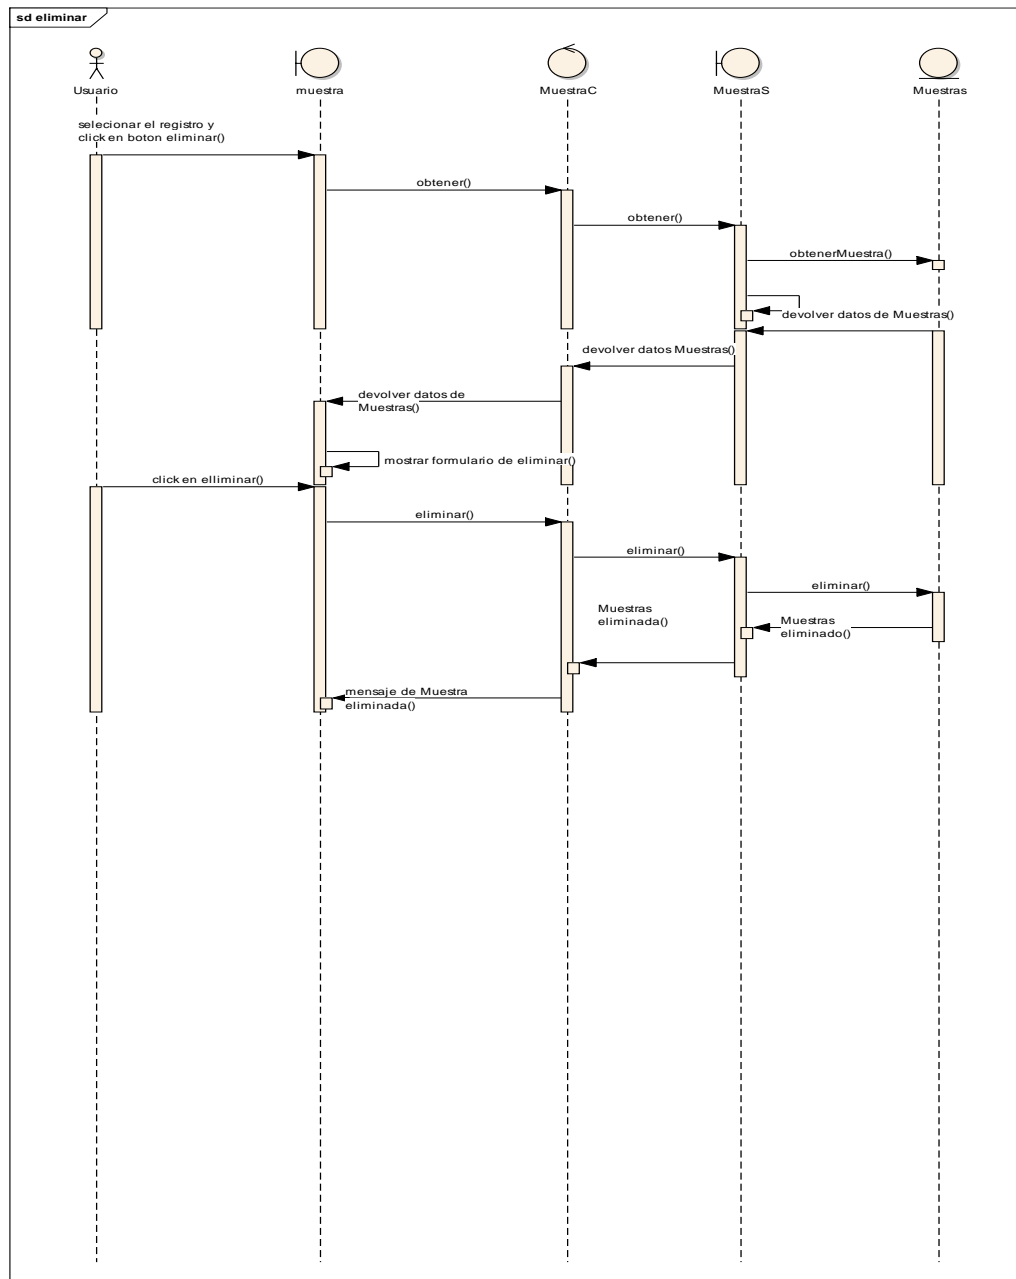 sd eliminar
Usuario
muestra
MuestraC
MuestraS
Muestras
selecionar el registro y
click en boton eliminar()
obtener()
obtener()
obtenerMuestra()
devolver datos de Muestras()
devolver datos Muestras()
devolver datos de
Muestras()
mostrar formulario de eliminar()
click en elliminar()
eliminar()
eliminar()
eliminar()
Muestras
eliminada()
Muestras
eliminado()
mensaje de Muestra
eliminada()